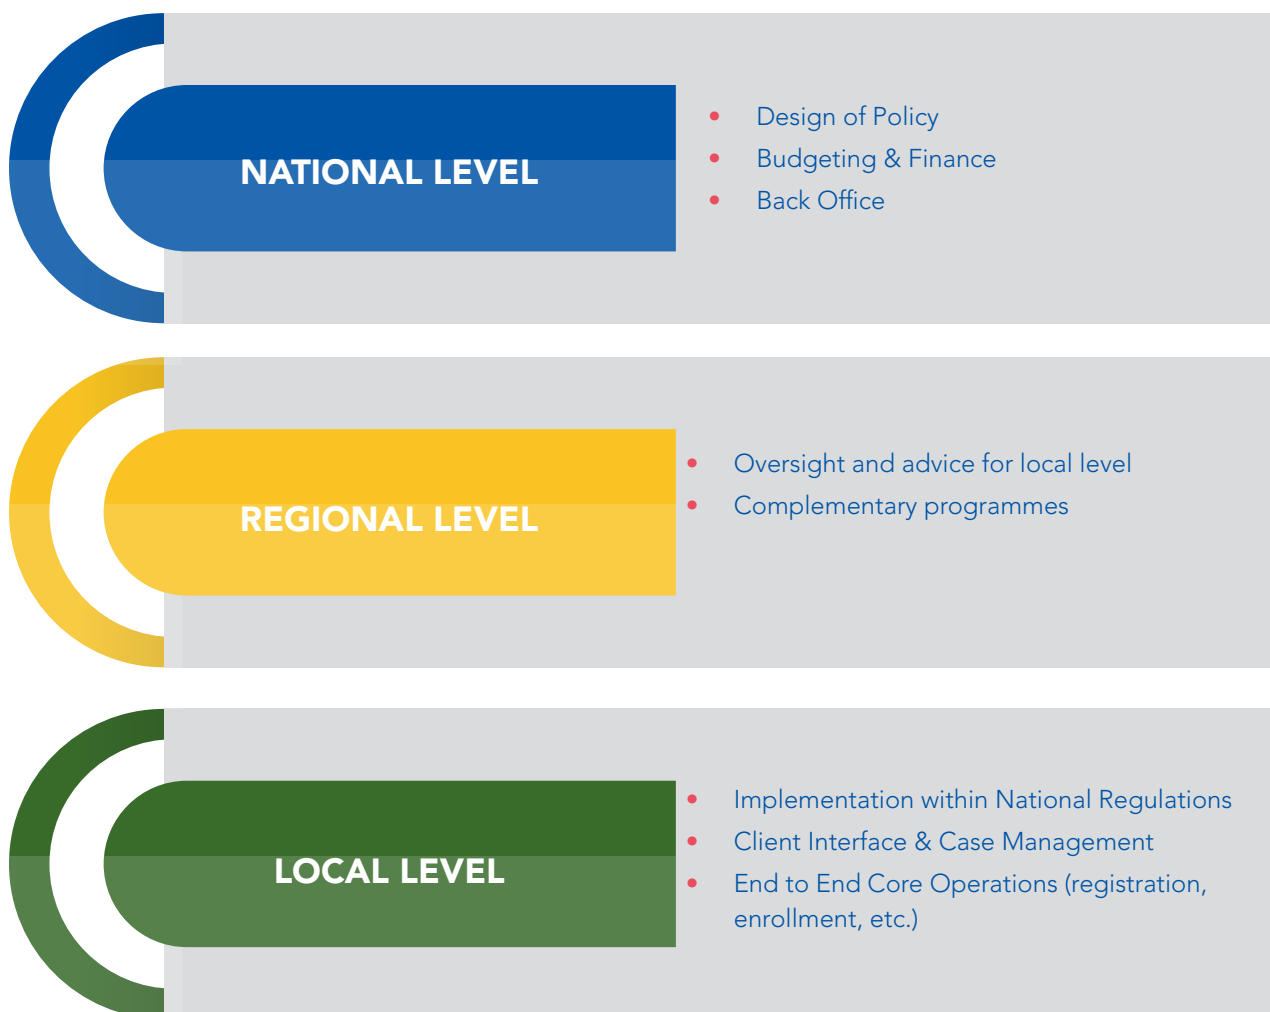 NATIONAL LEVEL
• Design of Policy
• Budgeting & Finance
• Back Office
REGIONAL LEVEL
• Oversight and advice for local level
• Complementary programmes
LOCAL LEVEL
• Implementation within National Regulations
• Client Interface & Case Management
• End to End Core Operations (registration,
enrollment, etc.)